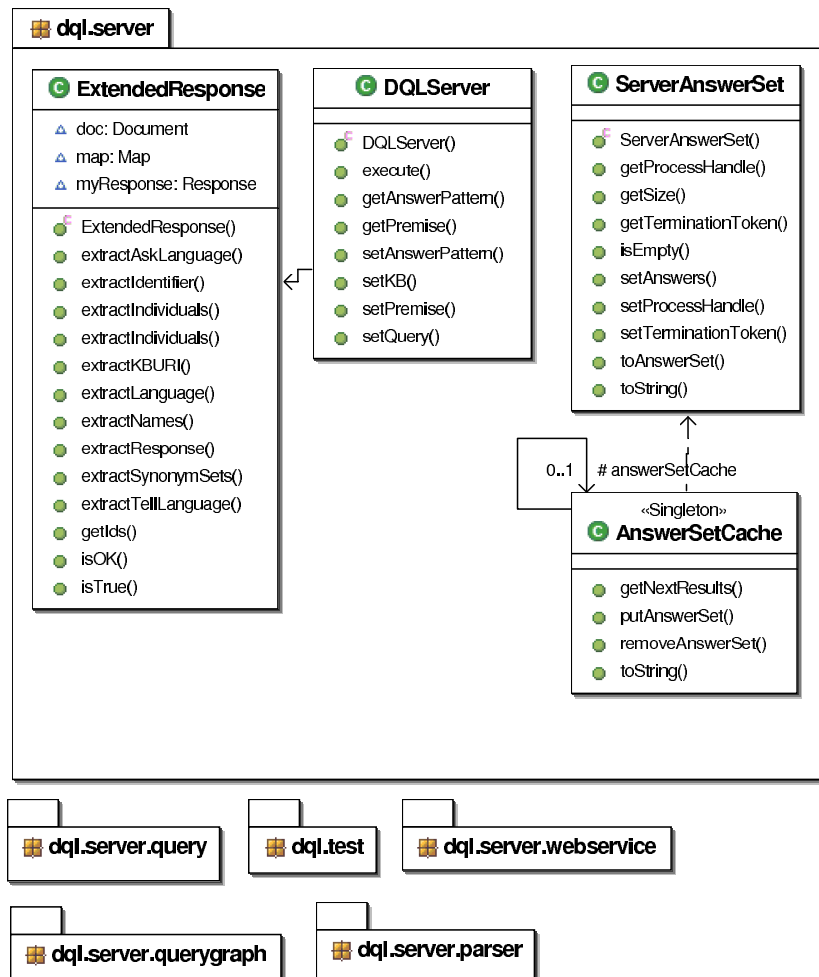 dql.server
C ExtendedResponse
doc: Document
map: Map
myResponse: Response
C ExtendedResponse()
extractAskLanguage()
extractIdentifier()
extractIndividuals()
extractIndividuals()
extractKBURI()
extractLanguage()
extractNames()
extractResponse()
extractSynonymSets()
extractTellLanguage()
getIds()
isOK()
isTrue()
C DQLServer
C DQLServer()
execute()
getAnswerPattern()
getPremise()
setAnswerPattern()
setKB()
setPremise()
setQuery()
C ServerAnswerSet
C ServerAnswerSet()
getProcessHandle()
getSize()
getTerminationToken()
isEmpty()
setAnswers()
setProcessHandle()
setTerminationToken()
toAnswerSet()
toString()
0..1 # answerSetCache
«Singleton»
C AnswerSetCache
getNextResults()
putAnswerSet()
removeAnswerSet()
toString()
dql.server.query
dql.test
dql.server.webservice
dql.server.querygraph
dql.server.parser